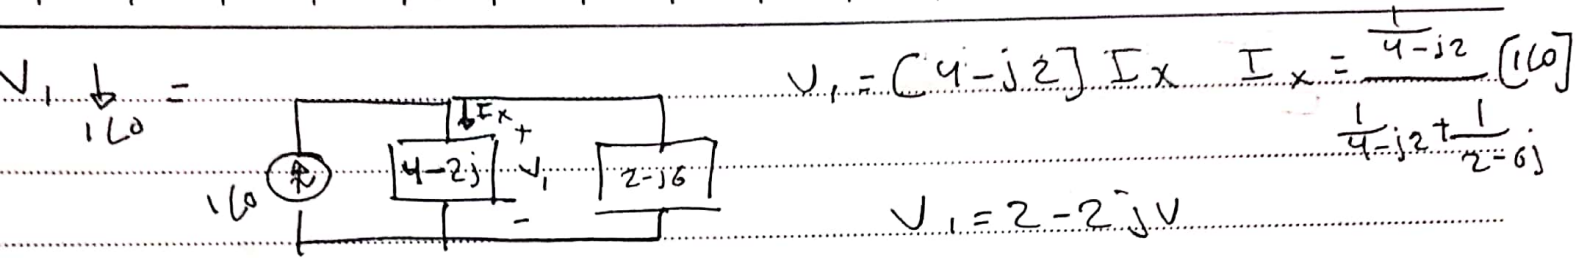 V₁ ↓ 1∠0 =
1∠0
Ix
4-2j
+
V₁
-
2-j6
V₁ = [4-j2] Ix Ix = (1/(4-j2)) / (1/(4-j2) + 1/(2-6j)) [1∠0]
V₁ = 2-2j V